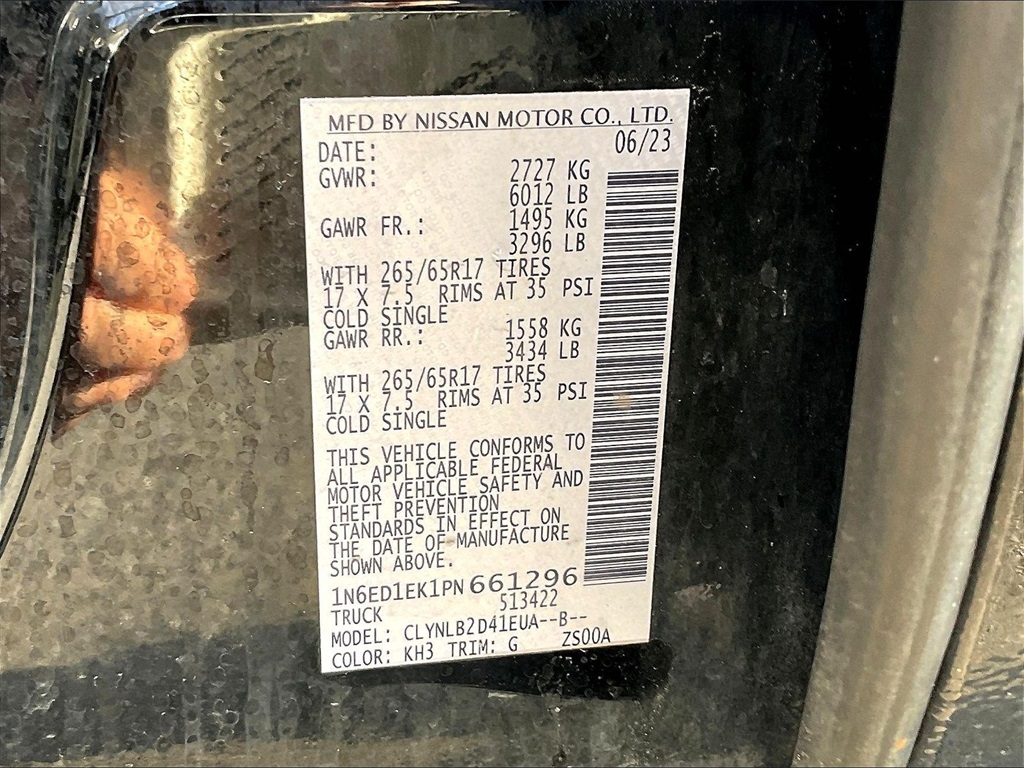 MFD BY NISSAN MOTOR CO., LTD.
DATE: 06/23
GVWR: 2727 KG
6012 LB
GAWR FR.: 1495 KG
3296 LB
WITH 265/65R17 TIRES
17 X 7.5 RIMS AT 35 PSI
COLD SINGLE
GAWR RR.: 1558 KG
3434 LB
WITH 265/65R17 TIRES
17 X 7.5 RIMS AT 35 PSI
COLD SINGLE
THIS VEHICLE CONFORMS TO
ALL APPLICABLE FEDERAL
MOTOR VEHICLE SAFETY AND
THEFT PREVENTION
STANDARDS IN EFFECT ON
THE DATE OF MANUFACTURE
SHOWN ABOVE.
1N6ED1EK1PN661296
TRUCK 513422
MODEL: CLYNLB2D41EUA--B--
COLOR: KH3 TRIM: G ZS00A